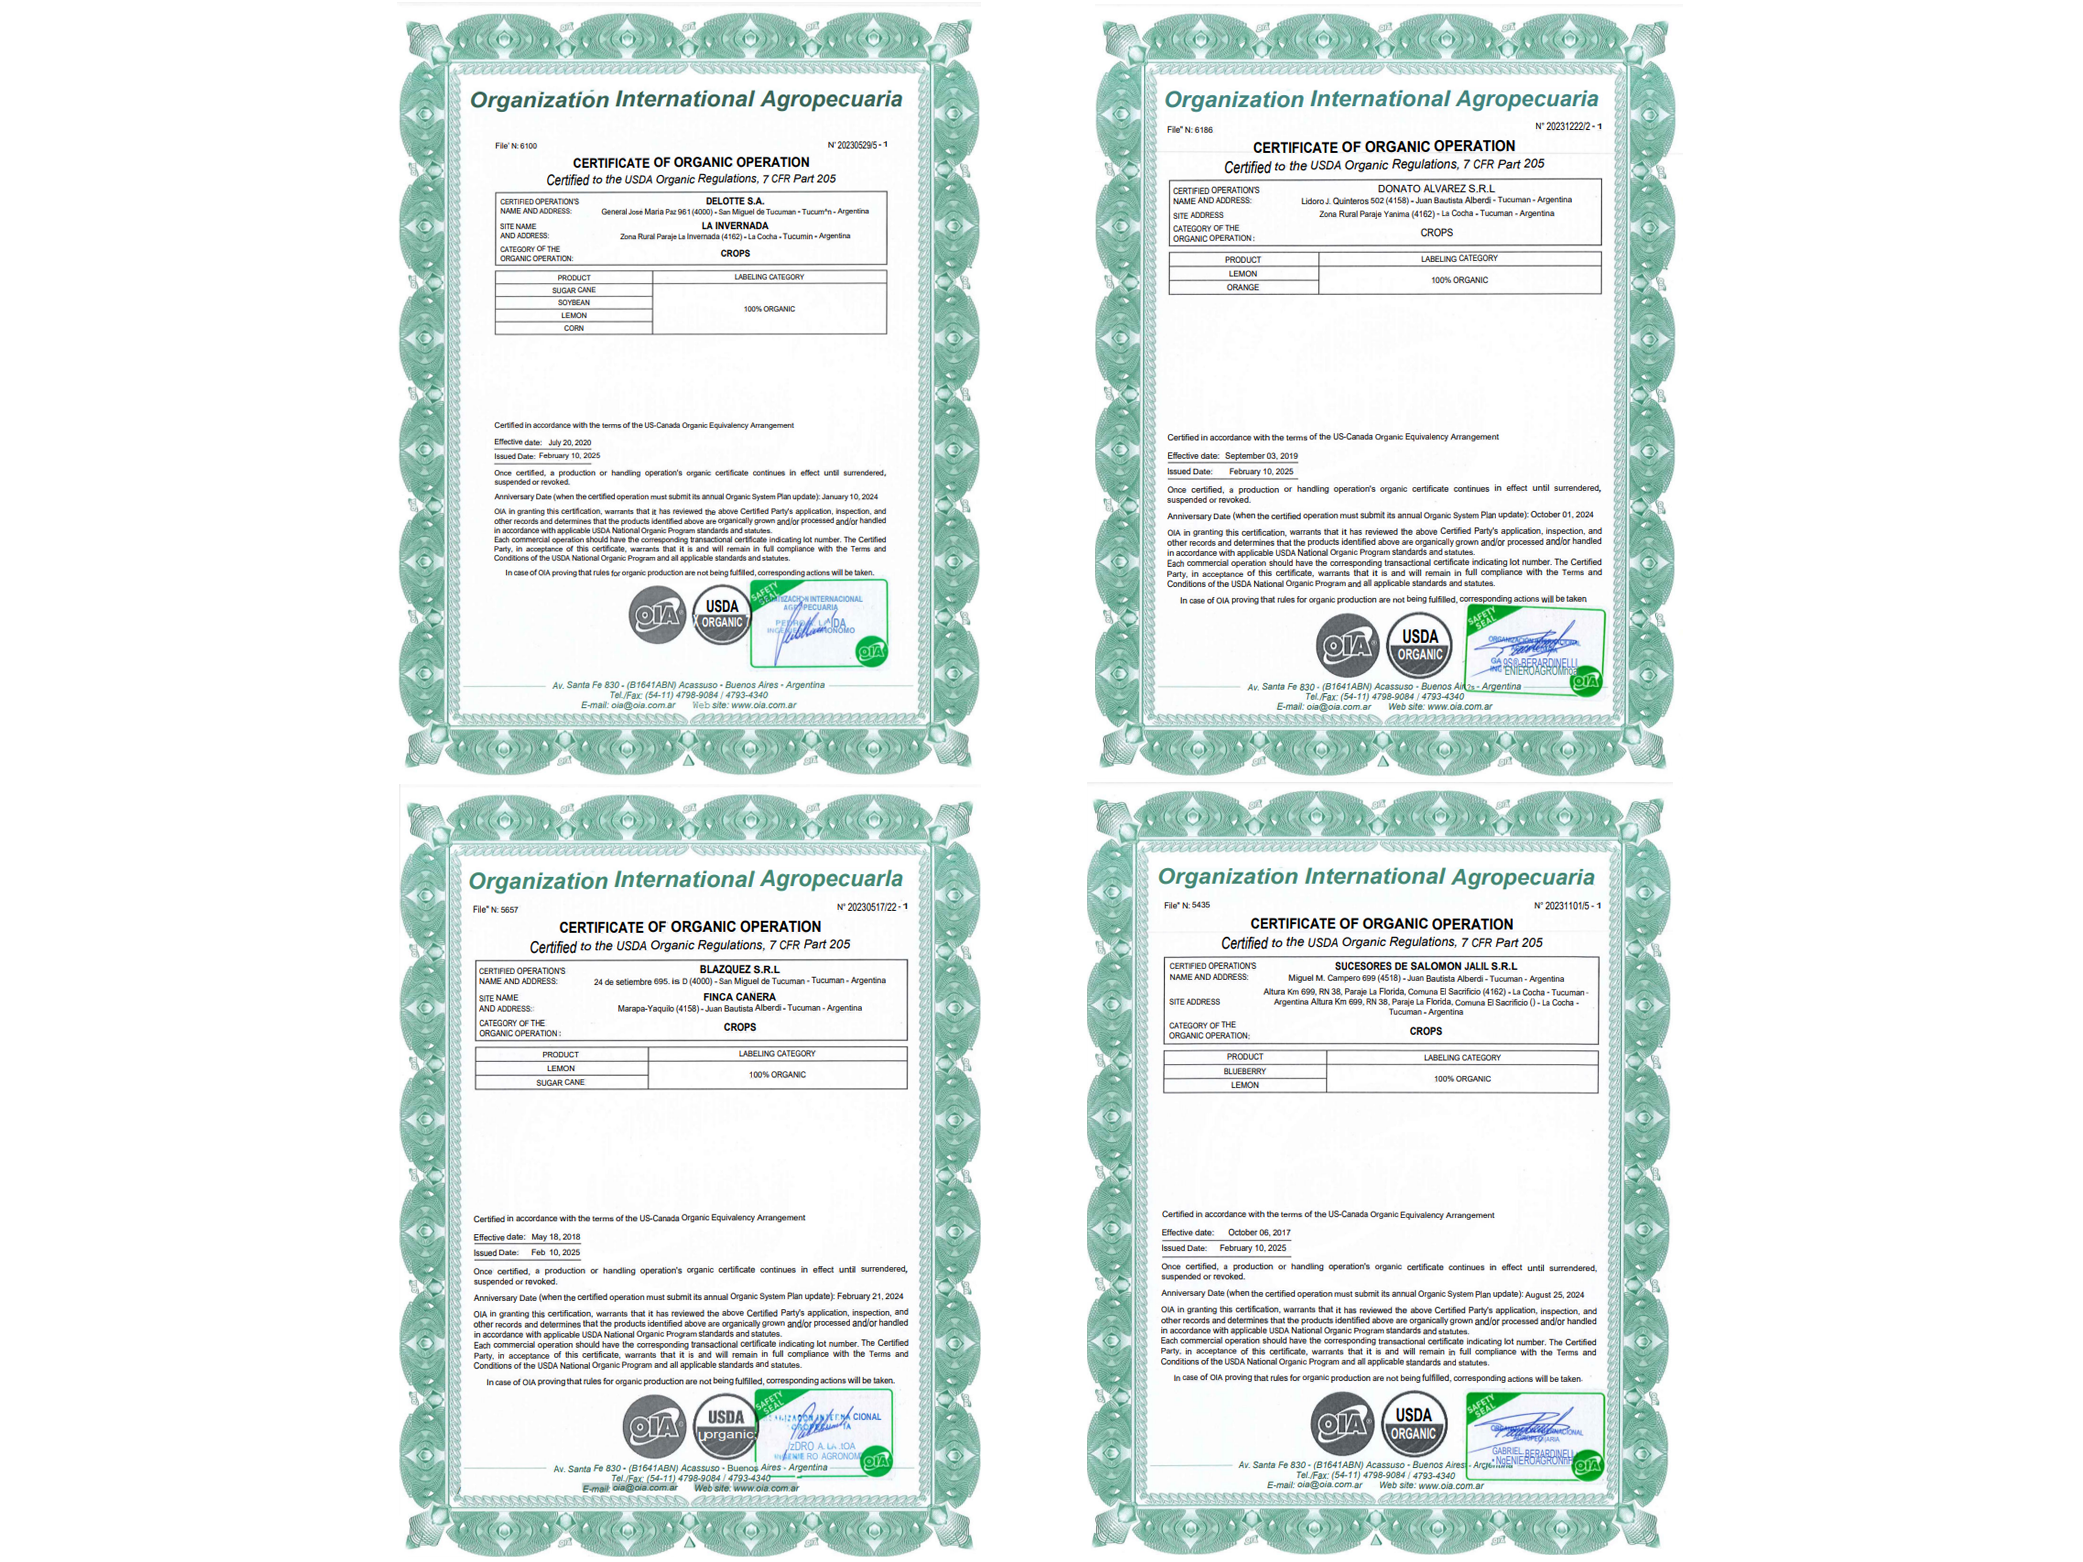 Organization International Agropecuaria
File' N: 6100
N° 20230529/5 - 1
CERTIFICATE OF ORGANIC OPERATION
Certified to the USDA Organic Regulations, 7 CFR Part 205
CERTIFIED OPERATION'S NAME AND ADDRESS:
DELOTTE S.A.
General José Maria Paz 961 (4000) - San Miguel de Tucuman - Tucum^n - Argentina
SITE NAME AND ADDRESS:
LA INVERNADA
Zona Rural Paraje La Invernada (4162) - La Cocha - Tucumin - Argentina
CATEGORY OF THE ORGANIC OPERATION:
CROPS
PRODUCT LABELING CATEGORY
SUGAR CANE
SOYBEAN
LEMON
CORN
100% ORGANIC
Certified in accordance with the terms of the US-Canada Organic Equivalency Arrangement
Effective date: July 20, 2020
Issued Date: February 10, 2025
Once certified, a production or handling operation's organic certificate continues in effect until surrendered,
suspended or revoked.
Anniversary Date (when the certified operation must submit its annual Organic System Plan update): January 10, 2024
OIA in granting this certification, warrants that it has reviewed the above Certified Party's application, inspection, and
other records and determines that the products identified above are organically grown and/or processed and/or handled
in accordance with applicable USDA National Organic Program standards and statutes.
Each commercial operation should have the corresponding transactional certificate indicating lot number. The Certified
Party, in acceptance of this certificate, warrants that it is and will remain in full compliance with the Terms and
Conditions of the USDA National Organic Program and all applicable standards and statutes.
In case of OIA proving that rules for organic production are not being fulfilled, corresponding actions will be taken.
OIA
USDA
ORGANIC
SAFETY
SEAL
INTERNACIONAL
OIA
Av. Santa Fe 830 - (B1641ABN) Acassuso - Buenos Aires - Argentina
Tel./Fax: (54-11) 4798-9084 / 4793-4340
E-mail: oia@oia.com.ar Web site: www.oia.com.ar
Organization International Agropecuaria
File" N: 6186
N° 20231222/2 - 1
CERTIFICATE OF ORGANIC OPERATION
Certified to the USDA Organic Regulations, 7 CFR Part 205
CERTIFIED OPERATION'S NAME AND ADDRESS:
DONATO ALVAREZ S.R.L
Lidoro J. Quinteros 502 (4158) - Juan Bautista Alberdi - Tucuman - Argentina
SITE ADDRESS
Zona Rural Paraje Yanima (4162) - La Cocha - Tucuman - Argentina
CATEGORY OF THE ORGANIC OPERATION:
CROPS
PRODUCT LABELING CATEGORY
LEMON
ORANGE
100% ORGANIC
Certified in accordance with the terms of the US-Canada Organic Equivalency Arrangement
Effective date: September 03, 2019
Issued Date: February 10, 2025
Once certified, a production or handling operation's organic certificate continues in effect until surrendered,
suspended or revoked.
Anniversary Date (when the certified operation must submit its annual Organic System Plan update): October 01, 2024
OIA in granting this certification, warrants that it has reviewed the above Certified Party's application, inspection, and
other records and determines that the products identified above are organically grown and/or processed and/or handled
in accordance with applicable USDA National Organic Program standards and statutes.
Each commercial operation should have the corresponding transactional certificate indicating lot number. The Certified
Party, in acceptance of this certificate, warrants that it is and will remain in full compliance with the Terms and
Conditions of the USDA National Organic Program and all applicable standards and statutes.
In case of OIA proving that rules for organic production are not being fulfilled, corresponding actions will be taken
OIA
USDA
ORGANIC
SAFETY
SEAL
OIA
Av. Santa Fe 830 - (B1641ABN) Acassuso - Buenos - Argentina
Tel./Fax: (54-11) 4798-9084 / 4793-4340
E-mail: oia@oia.com.ar Web site: www.oia.com.ar
Organization International Agropecuarla
File" N: 5657
N° 20230517/22 - 1
CERTIFICATE OF ORGANIC OPERATION
Certified to the USDA Organic Regulations, 7 CFR Part 205
CERTIFIED OPERATION'S NAME AND ADDRESS:
BLAZQUEZ S.R.L
24 de setiembre 695. is D (4000) - San Miguel de Tucuman - Tucuman - Argentina
SITE NAME AND ADDRESS::
FINCA CANERA
Marapa-Yaquilo (4158) - Juan Bautista Alberdi - Tucuman - Argentina
CATEGORY OF THE ORGANIC OPERATION :
CROPS
PRODUCT LABELING CATEGORY
LEMON
SUGAR CANE
100% ORGANIC
Certified in accordance with the terms of the US-Canada Organic Equivalency Arrangement
Effective date: May 18, 2018
Issued Date: Feb 10, 2025
Once certified, a production or handling operation's organic certificate continues in effect until surrendered,
suspended or revoked.
Anniversary Date (when the certified operation must submit its annual Organic System Plan update): February 21, 2024
OIA in granting this certification, warrants that it has reviewed the above Certified Party's application, inspection, and
other records and determines that the products identified above are organically grown and/or processed and/or handled
in accordance with applicable USDA National Organic Program standards and statutes.
Each commercial operation should have the corresponding transactional certificate indicating lot number. The Certified
Party, in acceptance of this certificate, warrants that it is and will remain in full compliance with the Terms and
Conditions of the USDA National Organic Program and all applicable standards and statutes.
In case of OIA proving that rules for organic production are not being fulfilled, corresponding actions will be taken.
OIA
USDA
µorganic:
SAFETY
SEAL
OIA
Av. Santa Fe 830 - (B1641ABN) Acassuso - Buenos Aires - Argentina
Tel./Fax: (54-11) 4798-9084 / 4793-4340
E-mail: oia@oia.com.ar Web site: www.oia.com.ar
Organization International Agropecuaria
File" N: 5435
N° 20231101/5 - 1
CERTIFICATE OF ORGANIC OPERATION
Certified to the USDA Organic Regulations, 7 CFR Part 205
CERTIFIED OPERATION'S NAME AND ADDRESS:
SUCESORES DE SALOMON JALIL S.R.L
Miguel M. Campero 699 (4518) - Juan Bautista Alberdi - Tucuman - Argentina
SITE ADDRESS
Altura Km 699, RN 38, Paraje La Florida, Comuna El Sacrificio (4162) - La Cocha - Tucuman -
Argentina Altura Km 699, RN 38, Paraje La Florida, Comuna El Sacrificio () - La Cocha -
Tucuman - Argentina
CATEGORY OF THE ORGANIC OPERATION:
CROPS
PRODUCT LABELING CATEGORY
BLUEBERRY
LEMON
100% ORGANIC
Certified in accordance with the terms of the US-Canada Organic Equivalency Arrangement
Effective date: October 06, 2017
Issued Date: February 10, 2025
Once certified, a production or handling operation's organic certificate continues in effect until surrendered,
suspended or revoked.
Anniversary Date (when the certified operation must submit its annual Organic System Plan update): August 25, 2024
OIA in granting this certification, warrants that it has reviewed the above Certified Party's application, inspection, and
other records and determines that the products identified above are organically grown and/or processed and/or handled
in accordance with applicable USDA National Organic Program standards and statutes.
Each commercial operation should have the corresponding transactional certificate indicating lot number. The Certified
Party, in acceptance of this certificate, warrants that it is and will remain in full compliance with the Terms and
Conditions of the USDA National Organic Program and all applicable standards and statutes.
In case of OIA proving that rules for organic production are not being fulfilled, corresponding actions will be taken
OIA
USDA
ORGANIC
SAFETY
SEAL
GABRIEL BERARDINELLI
OIA
Av. Santa Fe 830 - (B1641ABN) Acassuso - Buenos Aires
Tel./Fax: (54-11) 4798-9084 / 4793-4340
E-mail: oia@oia.com.ar Web site: www.oia.com.ar